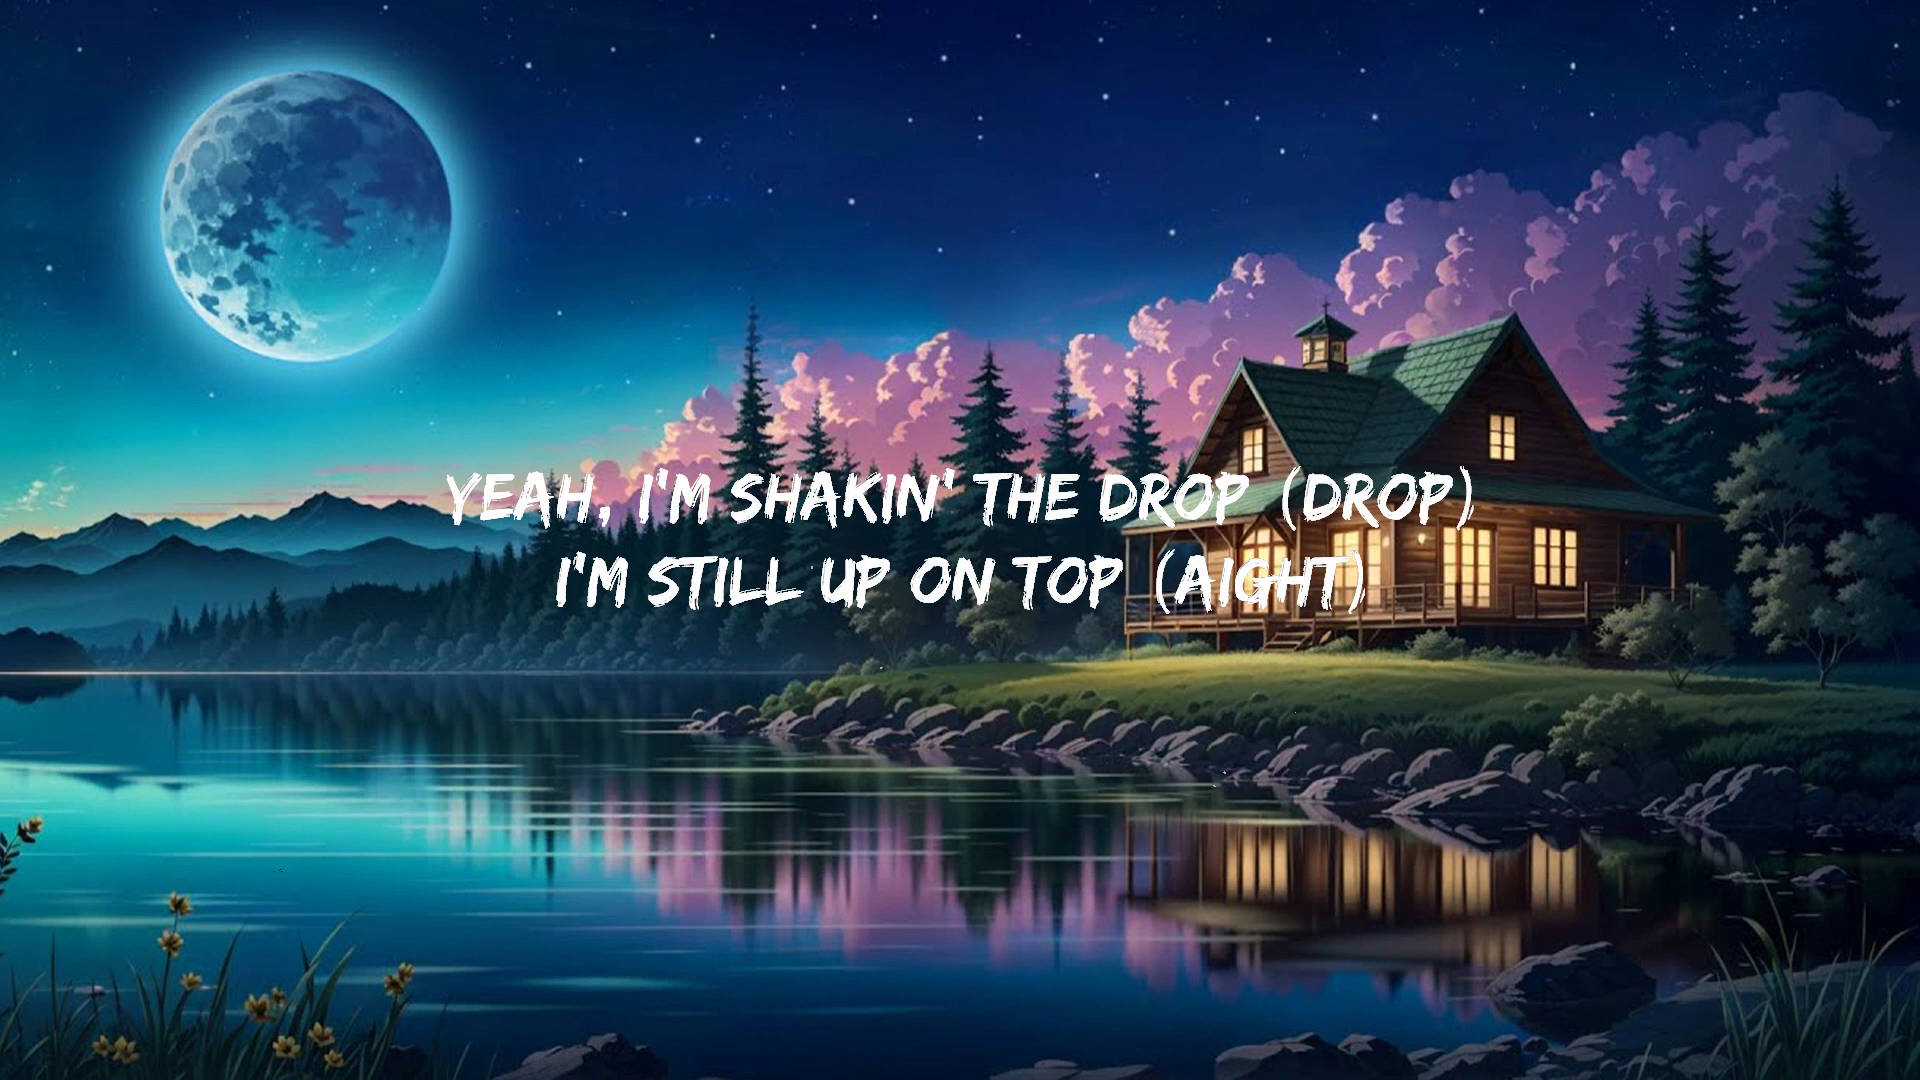 YEAH, I'M SHAKIN' THE DROP (DROP)
I'M STILL UP ON TOP (AIGHT)